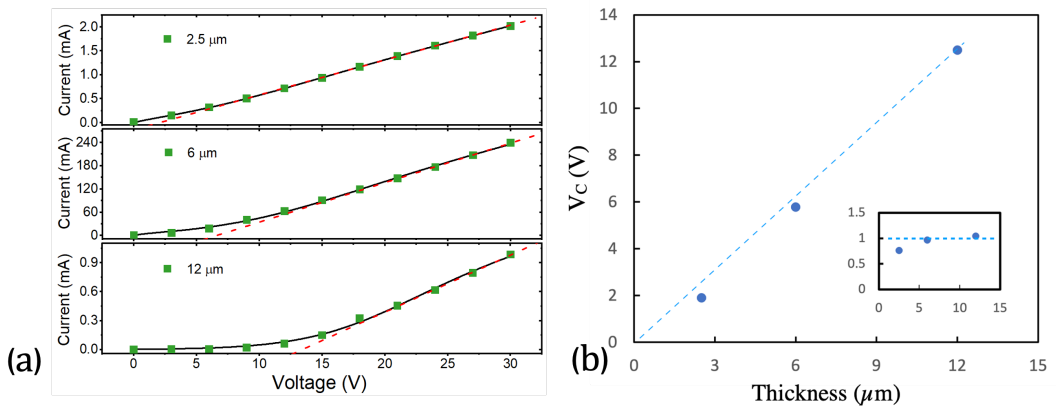 2.0
1.5
1.0
0.5
0.0
Current (mA)
2.5 μm
240
180
120
60
0
Current (mA)
6 μm
0.9
0.6
0.3
0.0
Current (mA)
12 μm
0 5 10 15 20 25 30
Voltage (V)
(a)
14
12
10
8
6
4
2
0
VC (V)
1.5
1
0.5
0
0 5 10 15
0 3 6 9 12 15
Thickness (μm)
(b)